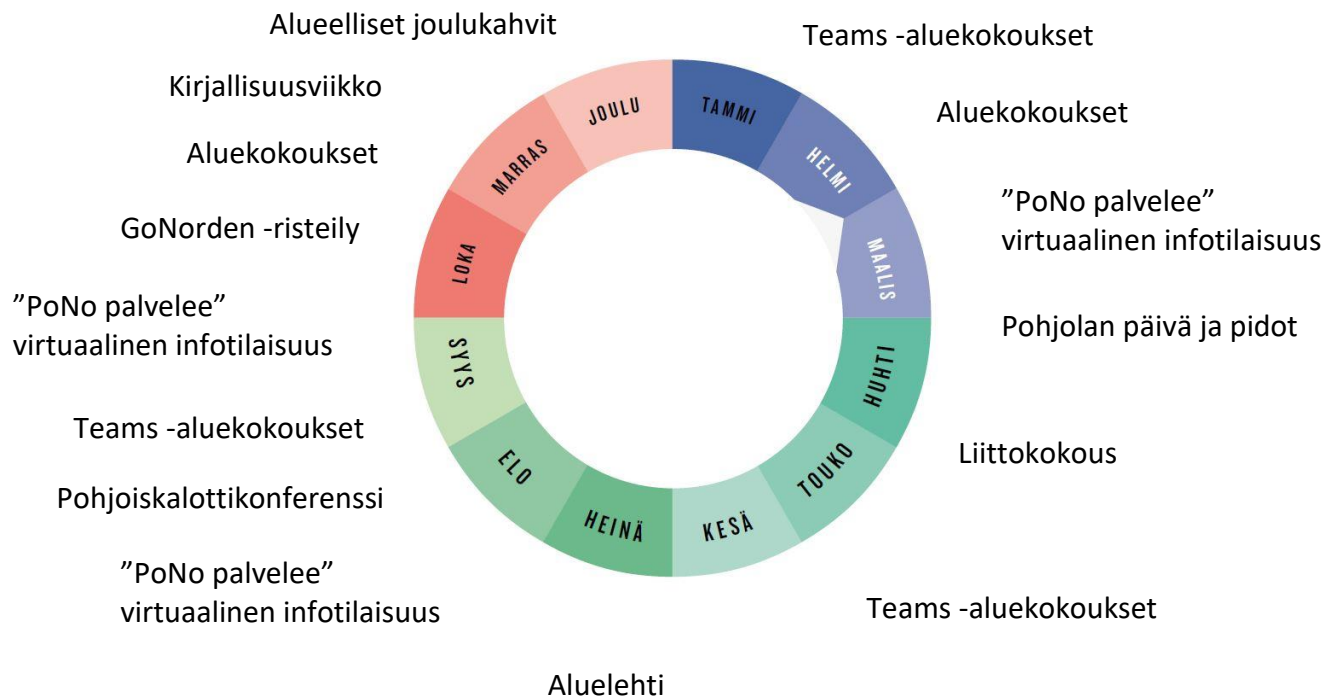 Alueelliset joulukahvit
Teams -aluekokoukset
Kirjallisuusviikko
Aluekokoukset
Aluekokoukset
”PoNo palvelee”
virtuaalinen infotilaisuus
GoNorden -risteily
”PoNo palvelee”
virtuaalinen infotilaisuus
Pohjolan päivä ja pidot
Teams -aluekokoukset
Liittokokous
Pohjoiskalottikonferenssi
”PoNo palvelee”
virtuaalinen infotilaisuus
Teams -aluekokoukset
Aluelehti
TAMMI
HELMI
MAALIS
HUHTI
TOUKO
KESÄ
HEINÄ
ELO
SYYS
LOKA
MARRAS
JOULU